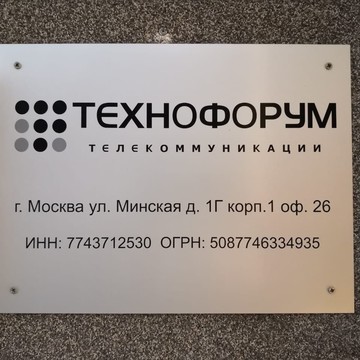 ТЕХНОФОРУМ
ТЕЛЕКОММУНИКАЦИИ
г. Москва ул. Минская д. 1Г корп.1 оф. 26
ИНН: 7743712530 ОГРН: 5087746334935